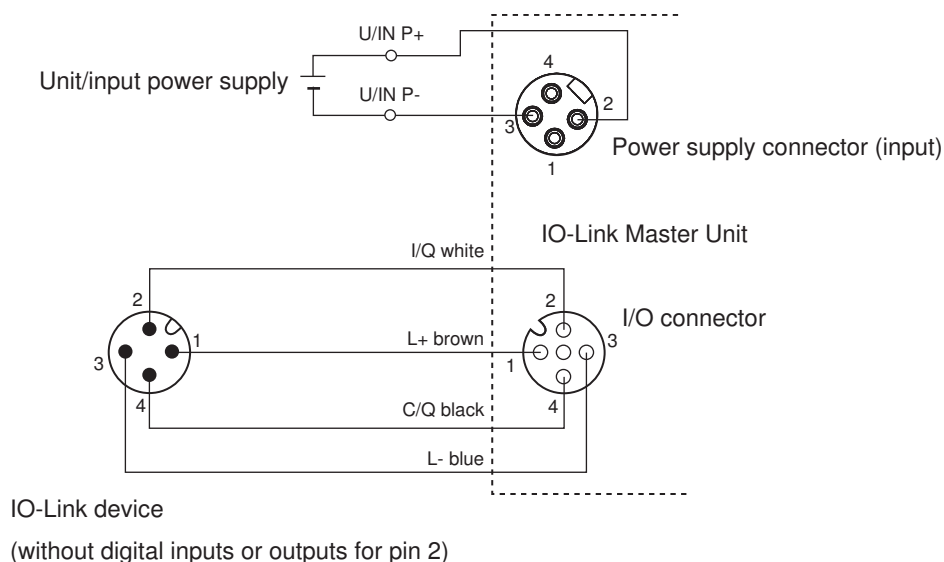 U/IN P+
Unit/input power supply
U/IN P-
4
2
3
1
Power supply connector (input)
IO-Link Master Unit
I/Q white
2
2
I/O connector
L+ brown
1
3
3
1
4
4
C/Q black
L- blue
IO-Link device
(without digital inputs or outputs for pin 2)